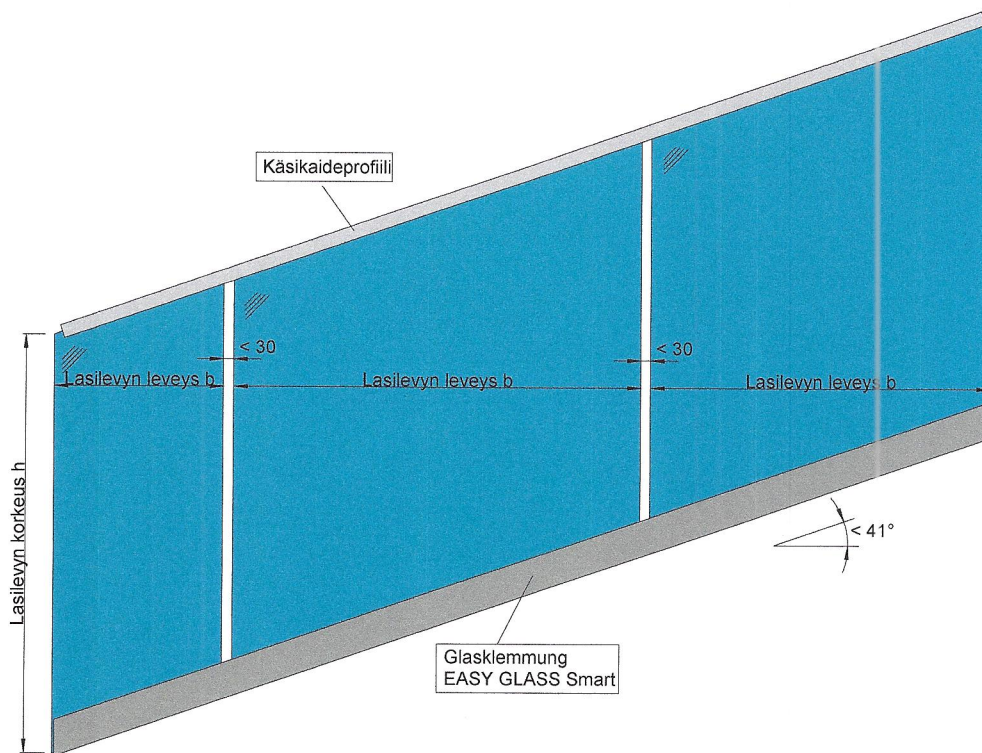 Käsikaideprofiili
< 30
< 30
Lasilevyn leveys b
Lasilevyn leveys b
Lasilevyn leveys b
Lasilevyn korkeus h
< 41°
Glasklemmung
EASY GLASS Smart